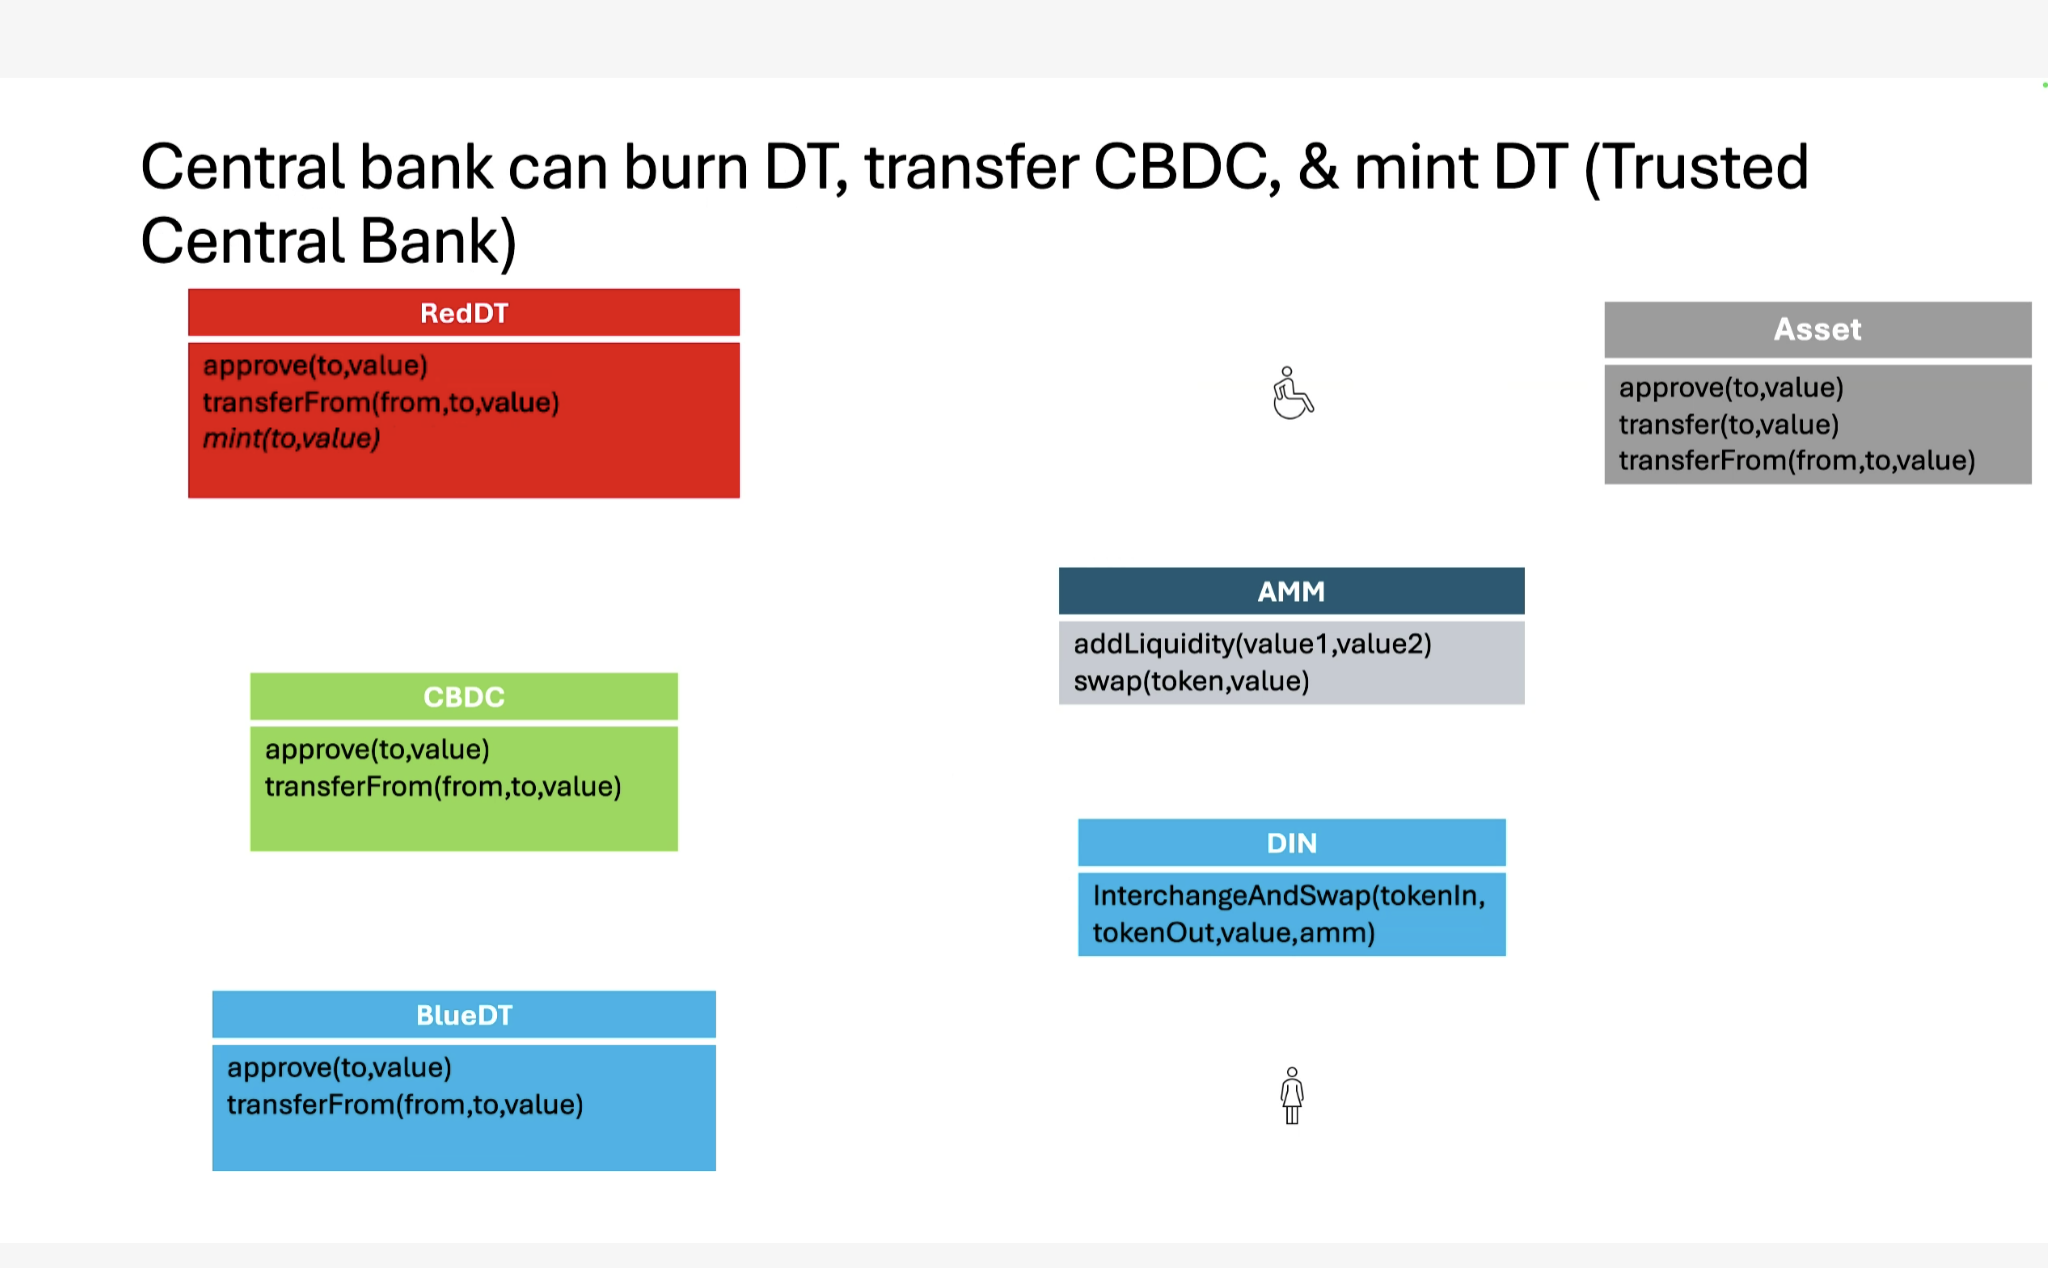 Central bank can burn DT, transfer CBDC, & mint DT (Trusted
Central Bank)
RedDT
approve(to,value)
transferFrom(from,to,value)
mint(to,value)
Asset
approve(to,value)
transfer(to,value)
transferFrom(from,to,value)
AMM
addLiquidity(value1,value2)
swap(token,value)
CBDC
approve(to,value)
transferFrom(from,to,value)
DIN
InterchangeAndSwap(tokenIn,
tokenOut,value,amm)
BlueDT
approve(to,value)
transferFrom(from,to,value)